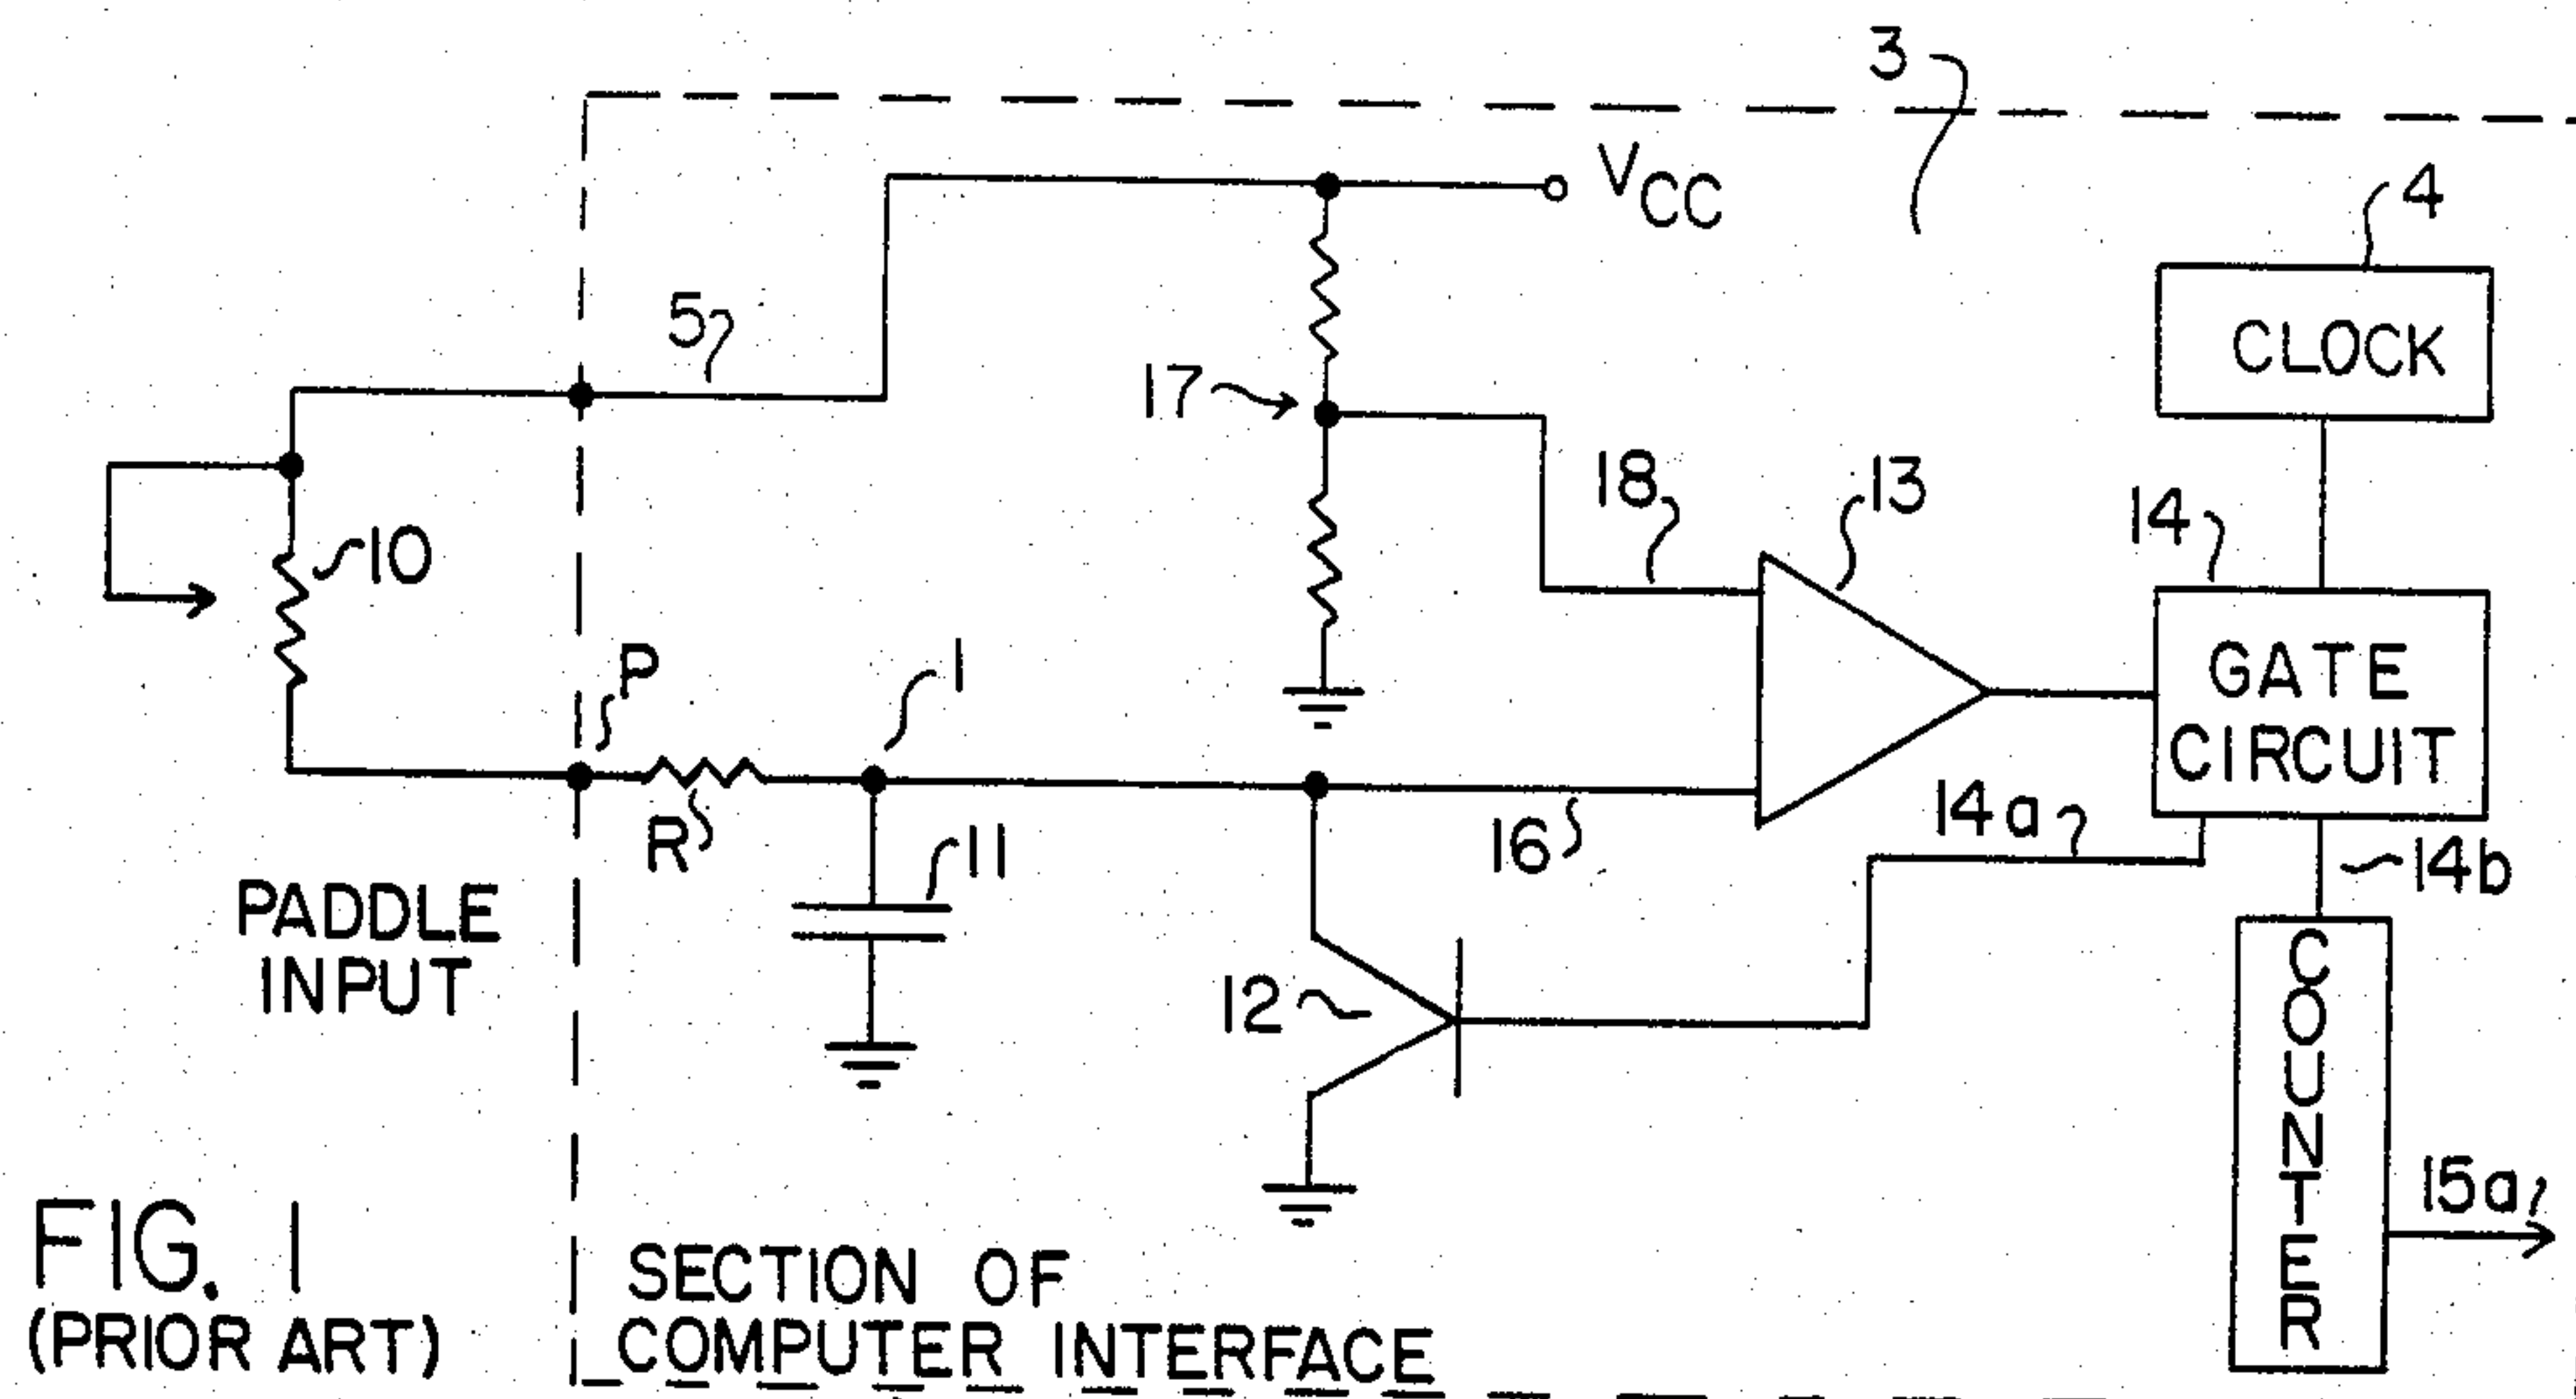 3
VCC
4
CLOCK
5
17
18
13
14
10
GATE
CIRCUIT
P
1
R
16
14a
14b
11
PADDLE
INPUT
12
COUNTER
15a
FIG. 1
(PRIOR ART)
SECTION OF
COMPUTER INTERFACE